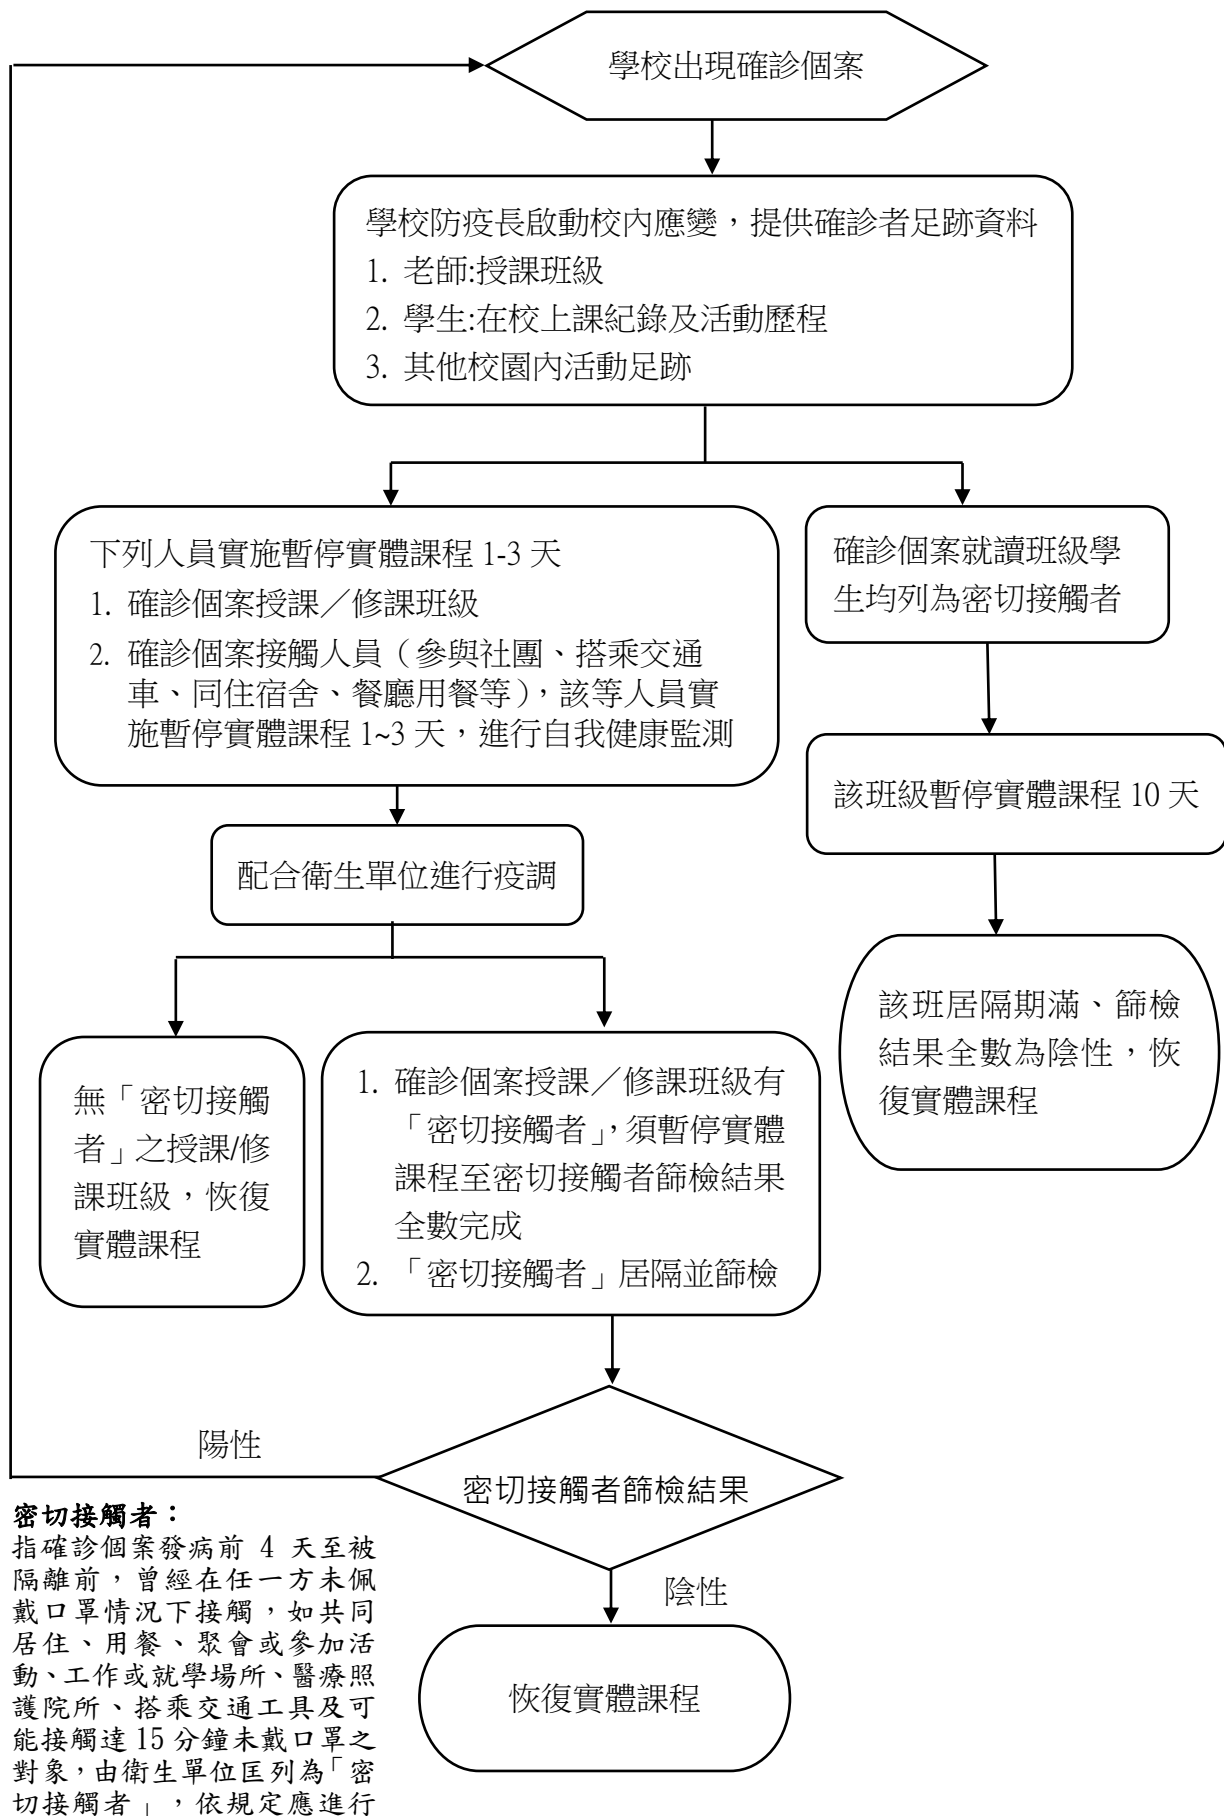 學校出現確診個案
學校防疫長啟動校內應變，提供確診者足跡資料
1. 老師:授課班級
2. 學生:在校上課紀錄及活動歷程
3. 其他校園內活動足跡
下列人員實施暫停實體課程 1-3 天
1. 確診個案授課／修課班級
2. 確診個案接觸人員（參與社團、搭乘交通
車、同住宿舍、餐廳用餐等），該等人員實
施暫停實體課程 1~3 天，進行自我健康監測
確診個案就讀班級學
生均列為密切接觸者
該班級暫停實體課程 10 天
配合衛生單位進行疫調
該班居隔期滿、篩檢
結果全數為陰性，恢
復實體課程
無「密切接觸
者」之授課/修
課班級，恢復
實體課程
1. 確診個案授課／修課班級有
「密切接觸者」，須暫停實體
課程至密切接觸者篩檢結果
全數完成
2. 「密切接觸者」居隔並篩檢
陽性
密切接觸者篩檢結果
陰性
恢復實體課程
密切接觸者：
指確診個案發病前 4 天至被
隔離前，曾經在任一方未佩
戴口罩情況下接觸，如共同
居住、用餐、聚會或參加活
動、工作或就學場所、醫療照
護院所、搭乘交通工具及可
能接觸達 15 分鐘未戴口罩之
對象，由衛生單位匡列為「密
切接觸者」，依規定應進行